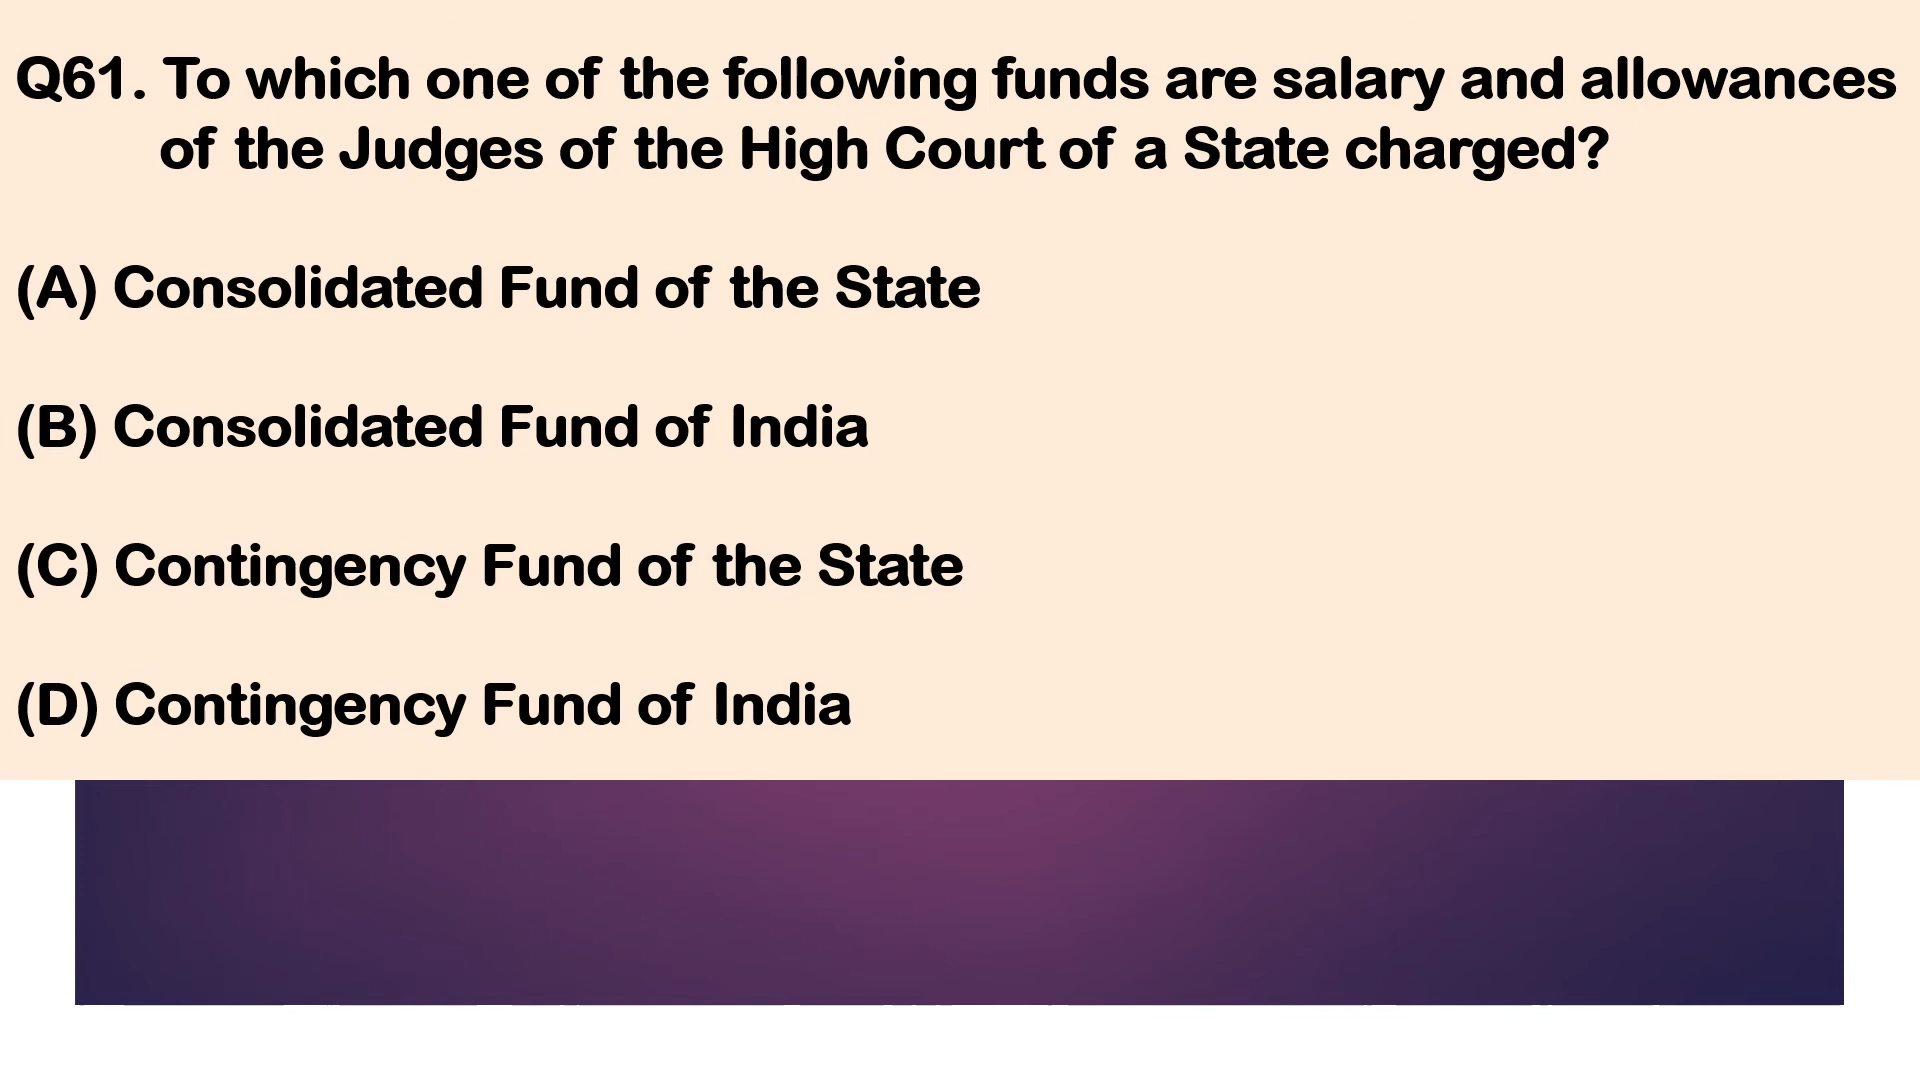 Q61. To which one of the following funds are salary and allowances
of the Judges of the High Court of a State charged?
(A) Consolidated Fund of the State
(B) Consolidated Fund of India
(C) Contingency Fund of the State
(D) Contingency Fund of India